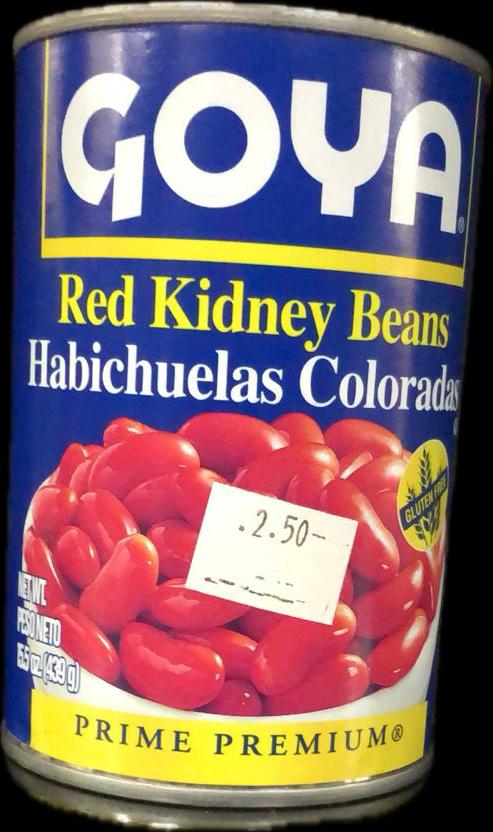 GOYA®
Red Kidney Beans
Habichuelas Coloradas
GLUTEN FREE
.2.50-
NET WT.
PESO NETO
15.5 oz. (439 g)
PRIME PREMIUM®